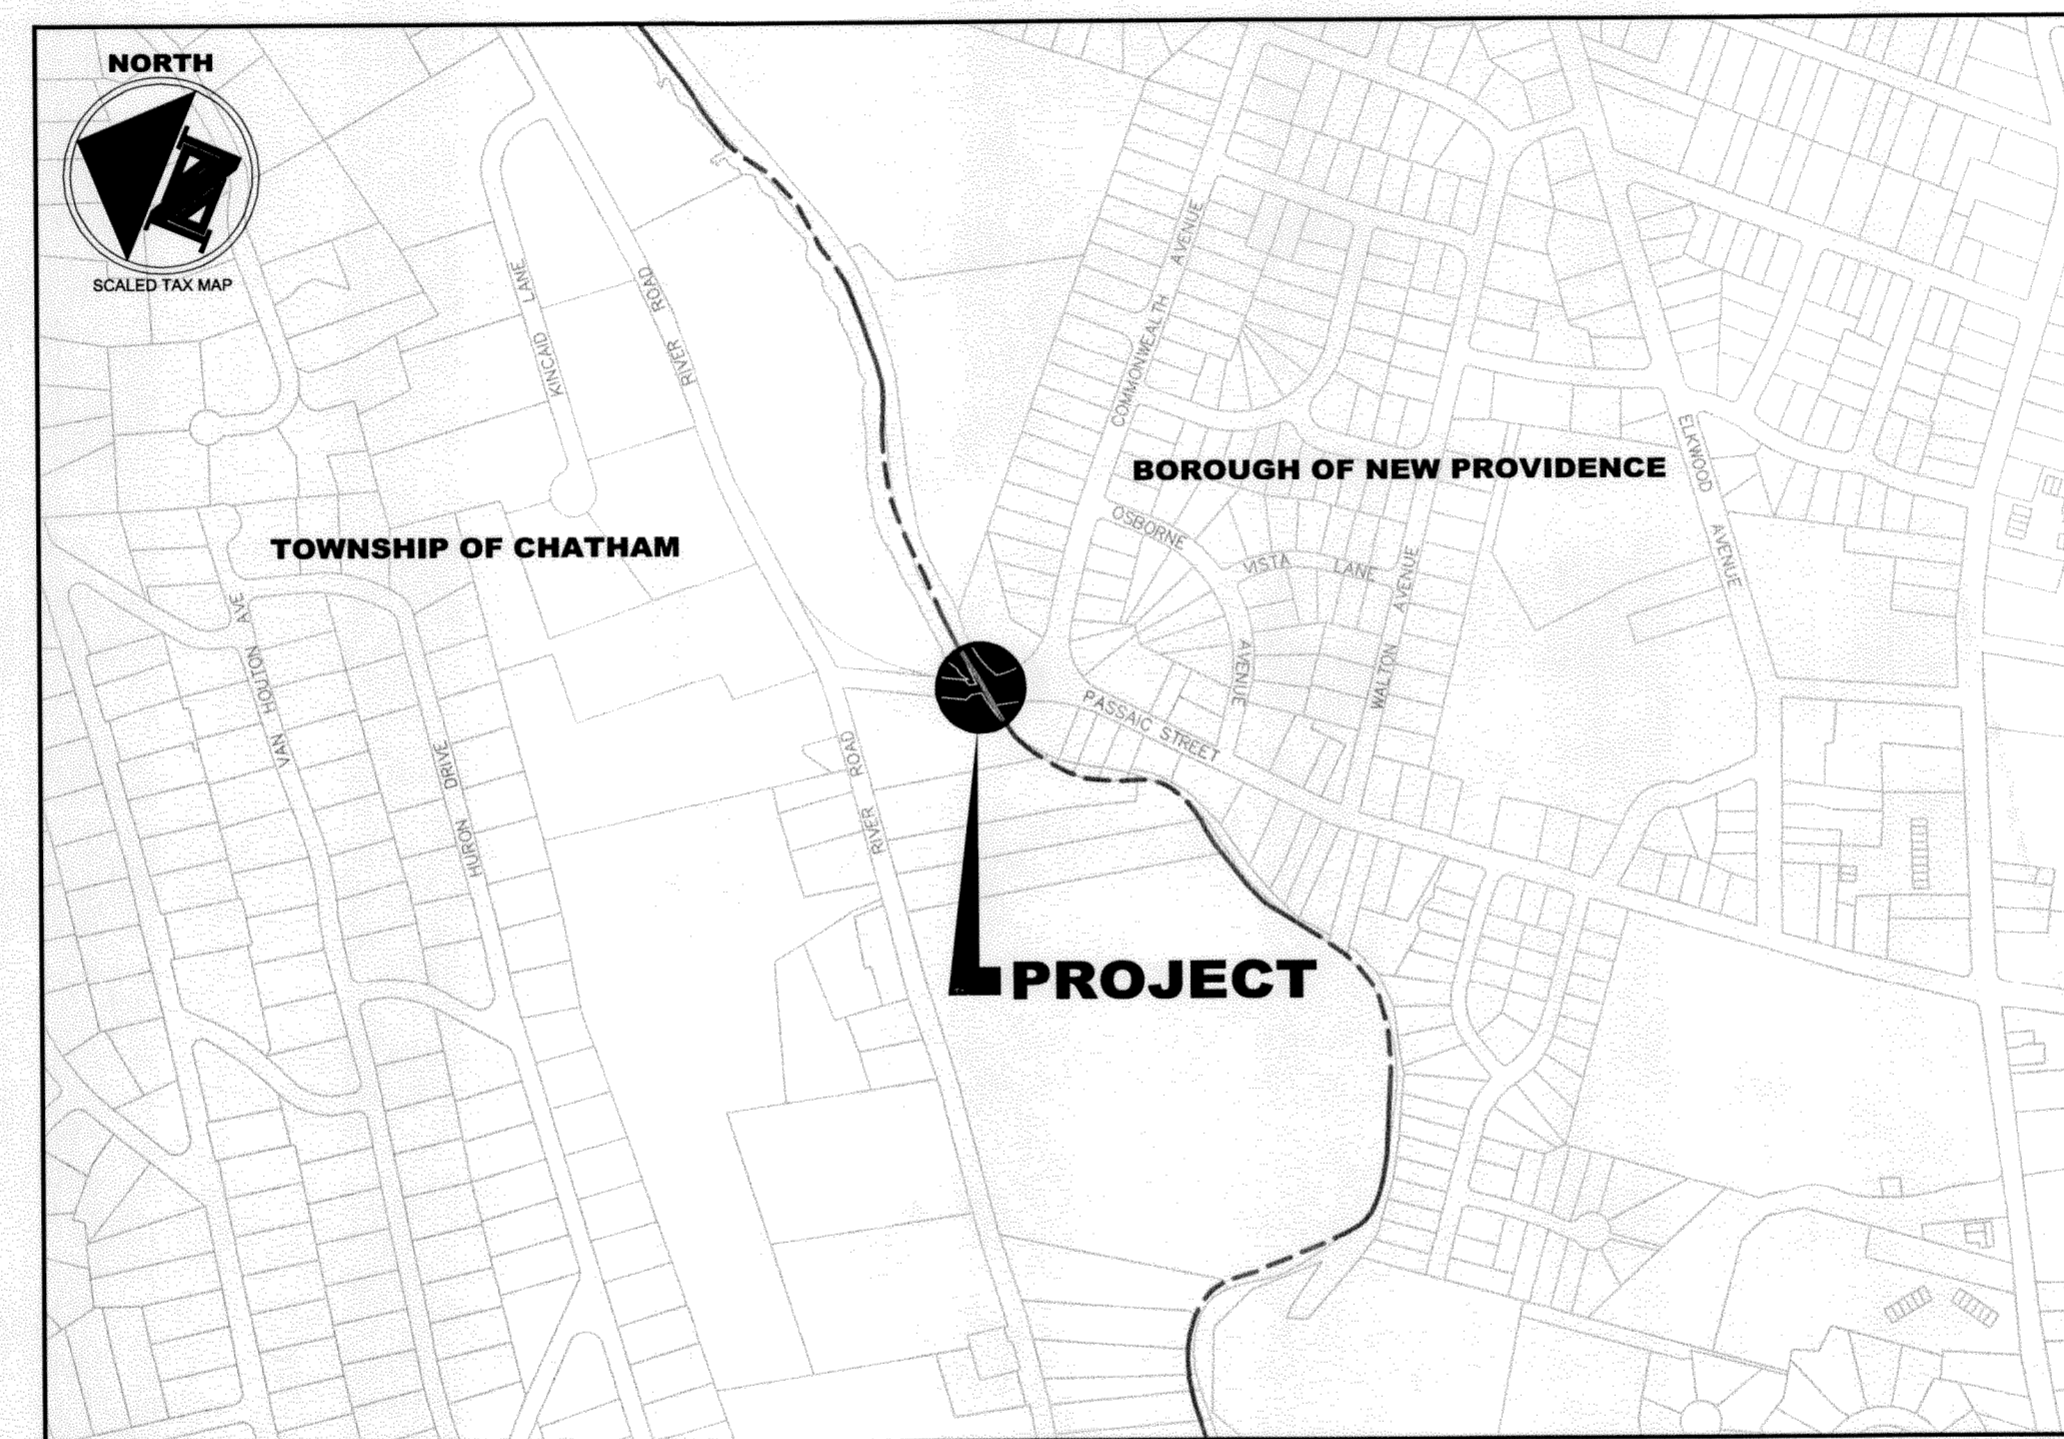 NORTH
SCALED TAX MAP
KINCAID LANE
RIVER ROAD
COMMONWEALTH AVENUE
BOROUGH OF NEW PROVIDENCE
ELKWOOD AVENUE
TOWNSHIP OF CHATHAM
OSBORNE AVENUE
VISTA LANE
WALTON AVENUE
VAN HOUTON AVE
HURON DRIVE
PASSAIC STREET
RIVER ROAD
PROJECT